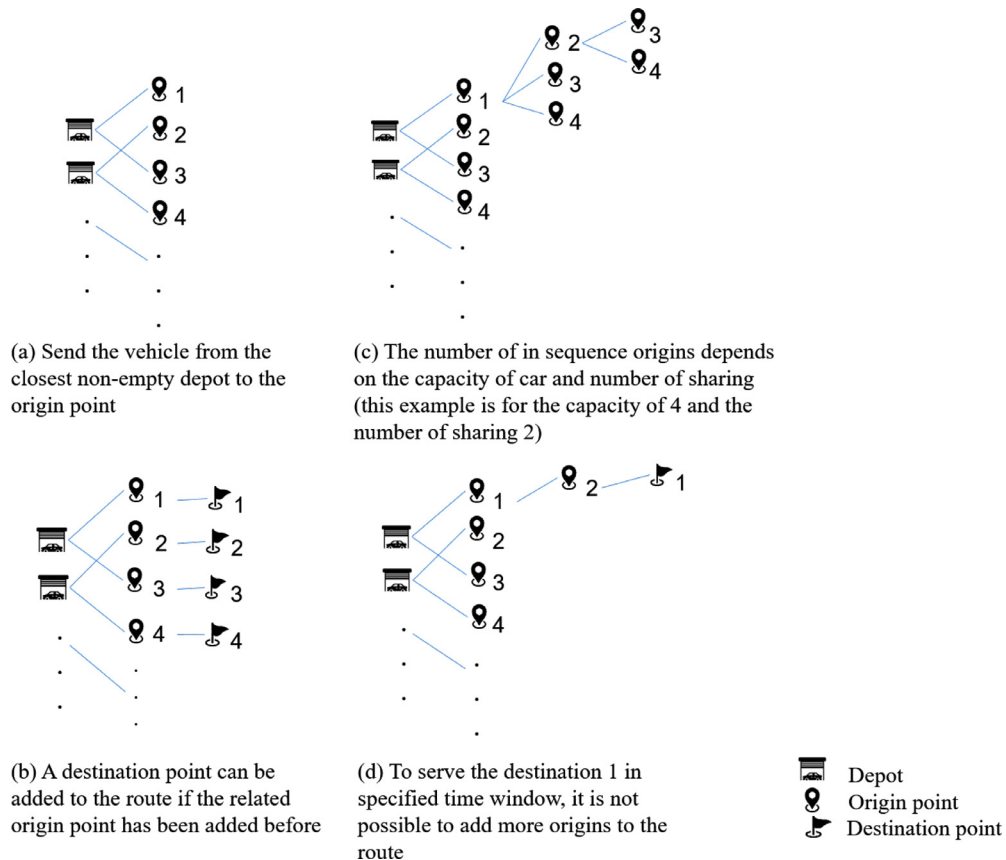 1
2
3
4
(a) Send the vehicle from the
closest non-empty depot to the
origin point
2
3
4
1
3
2
4
3
4
(c) The number of in sequence origins depends
on the capacity of car and number of sharing
(this example is for the capacity of 4 and the
number of sharing 2)
1 1
2 2
3 3
4 4
(b) A destination point can be
added to the route if the related
origin point has been added before
1 2 1
2
3
4
(d) To serve the destination 1 in
specified time window, it is not
possible to add more origins to the
route
Depot
Origin point
Destination point